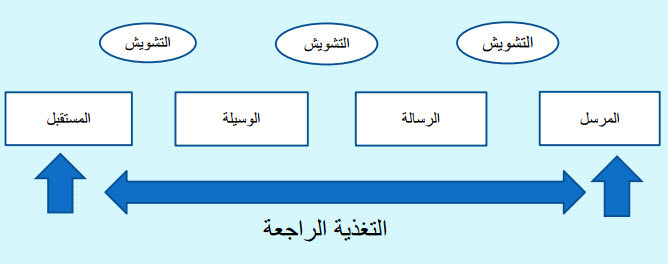 التشويش
التشويش
التشويش
المرسل
الرسالة
الوسيلة
المستقبل
التغذية الراجعة